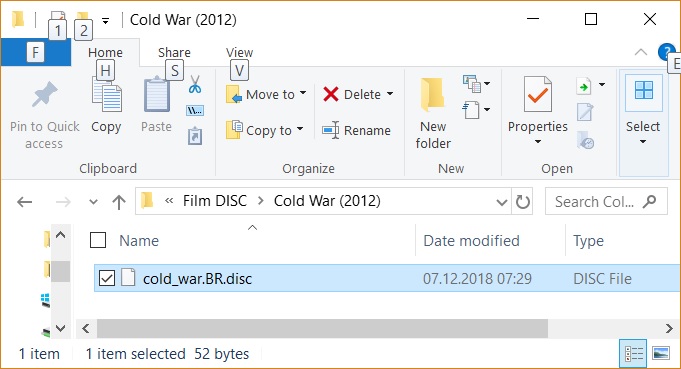 1 2 Cold War (2012)
F Home Share View ?
H S V E
Pin to Quick access
Copy
Paste
Clipboard
Move to
Copy to
Delete
Rename
Organize
New folder
New
Properties
Open
Select
« Film DISC > Cold War (2012)
Search Col...
Name Date modified Type
cold_war.BR.disc 07.12.2018 07:29 DISC File
1 item 1 item selected 52 bytes